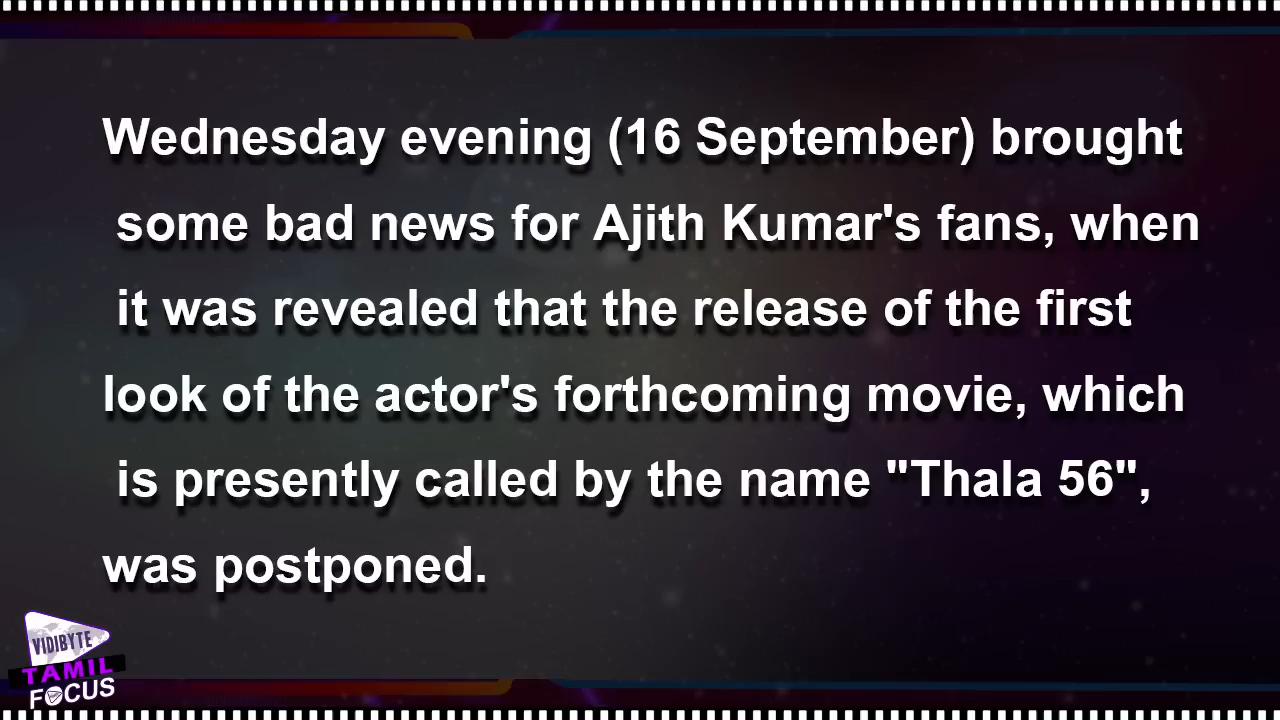 Wednesday evening (16 September) brought
some bad news for Ajith Kumar's fans, when
it was revealed that the release of the first
look of the actor's forthcoming movie, which
is presently called by the name "Thala 56",
was postponed.
VIDIBYTE
TAMIL
FOCUS